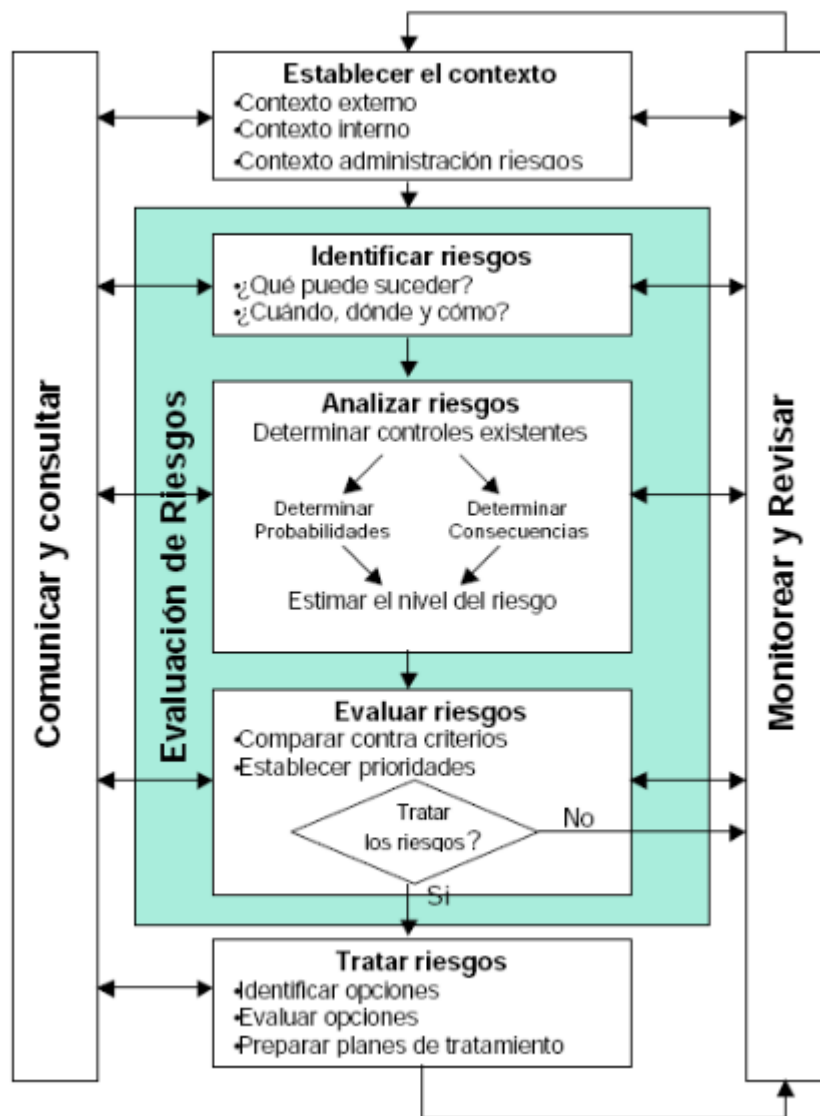 Establecer el contexto
•Contexto externo
•Contexto interno
•Contexto administración riesgos
Identificar riesgos
•¿Qué puede suceder?
•¿Cuándo, dónde y cómo?
Analizar riesgos
Determinar controles existentes
Determinar
Probabilidades
Determinar
Consecuencias
Estimar el nivel del riesgo
Evaluar riesgos
•Comparar contra criterios
•Establecer prioridades
Tratar
los riesgos?
No
Si
Tratar riesgos
•Identificar opciones
•Evaluar opciones
•Preparar planes de tratamiento
Comunicar y consultar
Evaluación de Riesgos
Monitorear y Revisar